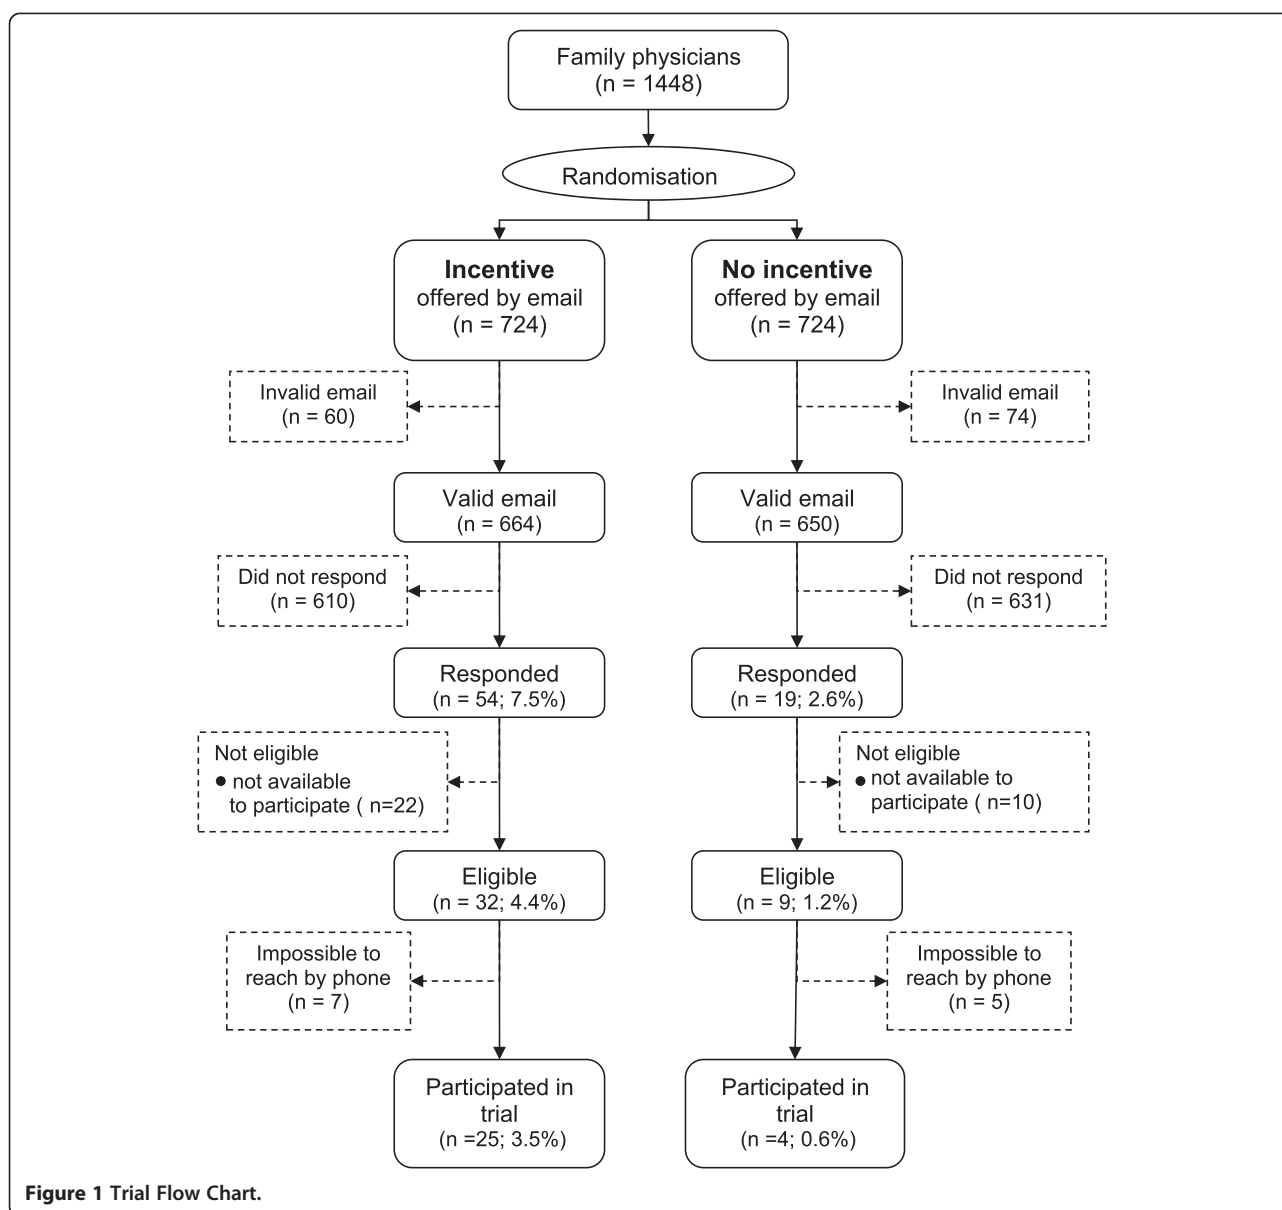 Family physicians
(n = 1448)
Randomisation
Incentive
offered by email
(n = 724)
No incentive
offered by email
(n = 724)
Invalid email
(n = 60)
Invalid email
(n = 74)
Valid email
(n = 664)
Valid email
(n = 650)
Did not respond
(n = 610)
Did not respond
(n = 631)
Responded
(n = 54; 7.5%)
Responded
(n = 19; 2.6%)
Not eligible
● not available
to participate ( n=22)
Not eligible
● not available to
participate ( n=10)
Eligible
(n = 32; 4.4%)
Eligible
(n = 9; 1.2%)
Impossible to
reach by phone
(n = 7)
Impossible to
reach by phone
(n = 5)
Participated in
trial
(n =25; 3.5%)
Participated in
trial
(n =4; 0.6%)
Figure 1 Trial Flow Chart.